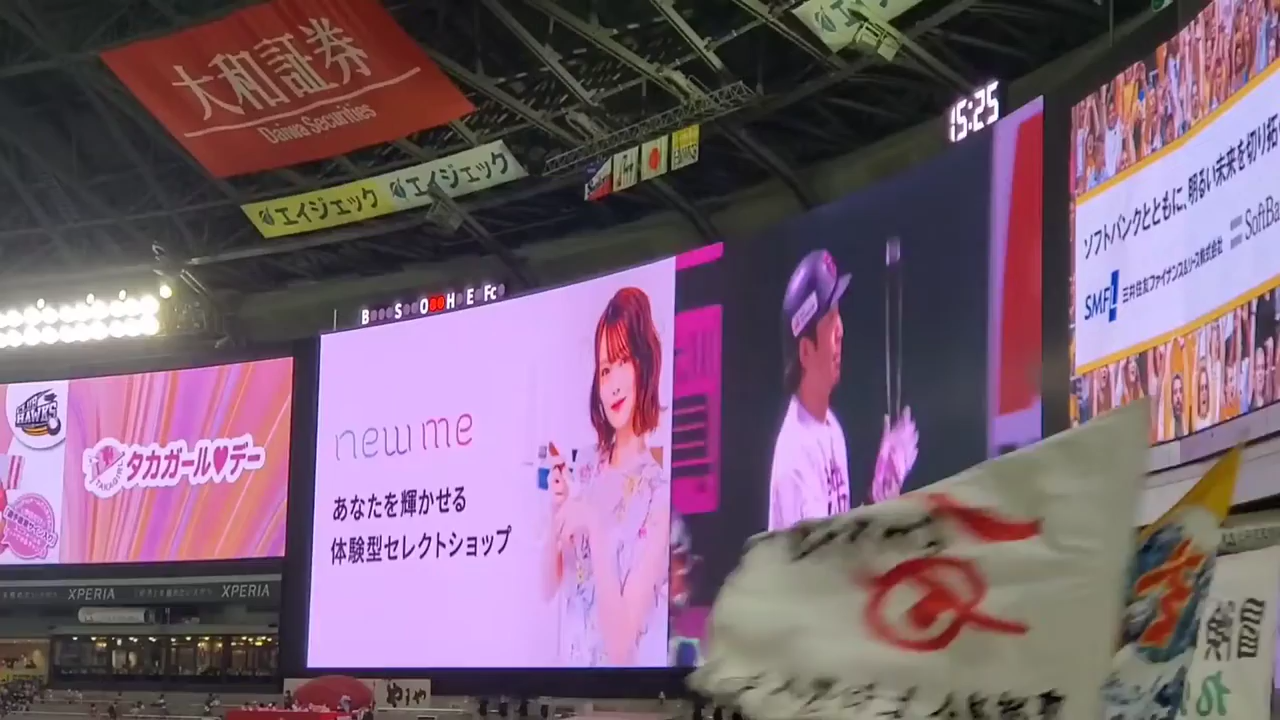 大和証券
Daiwa Securities
エイジェック
エイジェック
15:25
B S O H E Fc
CLUB HAWKS
タカガール♥デー
TAKAGIRL
new me
あなたを輝かせる
体験型セレクトショップ
ソフトバンクとともに、明るい未来を切り拓
SMFL 三井住友ファイナンス&リース株式会社
SoftBa
XPERIA
XPERIA